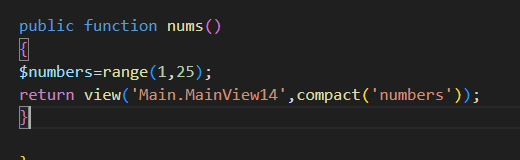 public function nums()
{
$numbers=range(1,25);
return view('Main.MainView14',compact('numbers'));
}
}